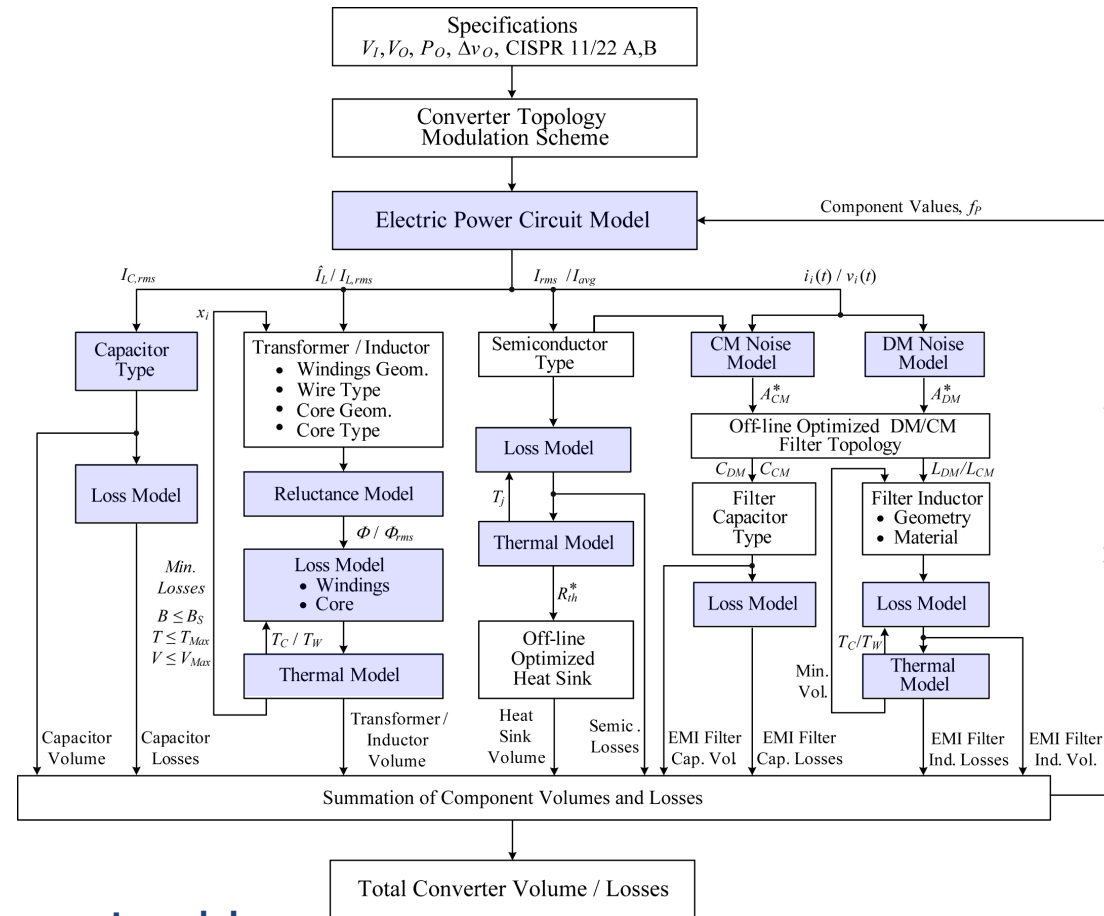 Specifications
V_I, V_O, P_O, Δv_O, CISPR 11/22 A,B
Converter Topology
Modulation Scheme
Electric Power Circuit Model
Component Values, f_P
I_C,rms
Î_L / I_L,rms
I_rms / I_avg
i_i(t) / v_i(t)
x_i
Capacitor
Type
Transformer / Inductor
• Windings Geom.
• Wire Type
• Core Geom.
• Core Type
Semiconductor
Type
CM Noise
Model
DM Noise
Model
A*_CM
A*_DM
Off-line Optimized DM/CM
Filter Topology
Loss Model
Reluctance Model
Φ / Φ_rms
Loss Model
• Windings
• Core
T_C / T_W
Thermal Model
Min.
Losses
B ≤ B_S
T ≤ T_Max
V ≤ V_Max
Loss Model
T_j
Thermal Model
R*_th
Off-line
Optimized
Heat Sink
C_DM C_CM
L_DM/L_CM
Filter
Capacitor
Type
Filter Inductor
• Geometry
• Material
Loss Model
Loss Model
T_C/T_W
Thermal
Model
Min.
Vol.
Capacitor
Volume
Capacitor
Losses
Transformer/
Inductor
Volume
Heat
Sink
Volume
Semic.
Losses
EMI Filter
Cap. Vol.
EMI Filter
Cap. Losses
EMI Filter
Ind. Losses
EMI Filter
Ind. Vol.
Summation of Component Volumes and Losses
Total Converter Volume / Losses